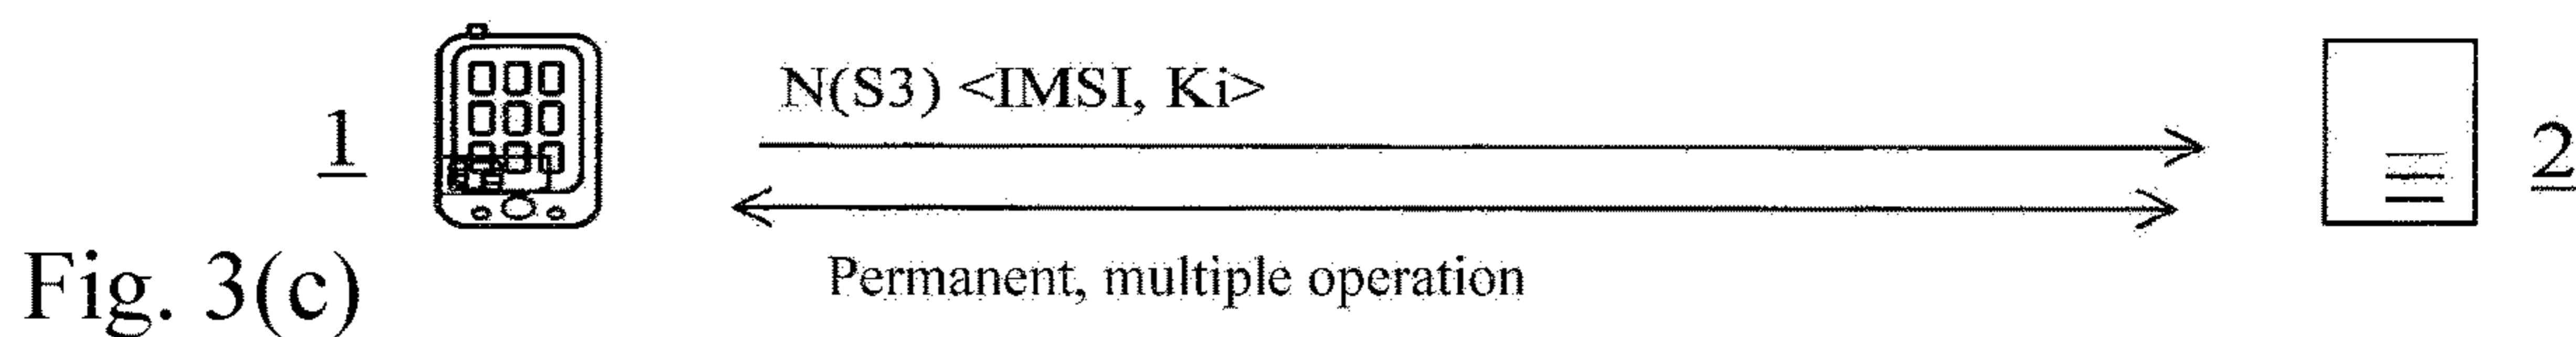 N(S3) <IMSI, Ki>
1
2
Permanent, multiple operation
Fig. 3(c)